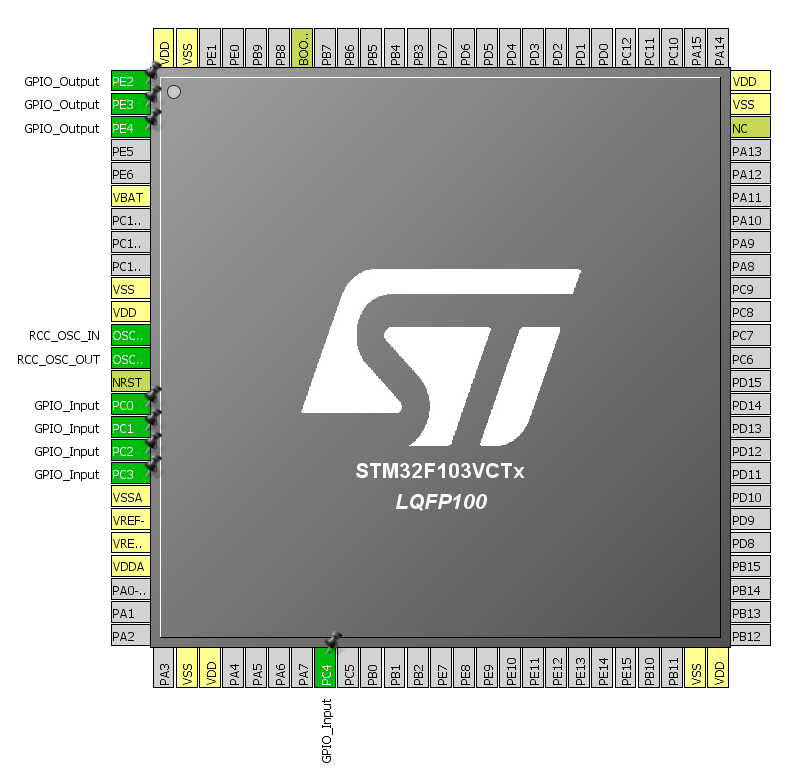 VDD
VSS
PE1
PE0
PB9
PB8
BOO..
PB7
PB6
PB5
PB4
PB3
PD7
PD6
PD5
PD4
PD3
PD2
PD1
PD0
PC12
PC11
PC10
PA15
PA14
GPIO_Output PE2
GPIO_Output PE3
GPIO_Output PE4
PE5
PE6
VBAT
PC1..
PC1..
PC1..
VSS
VDD
RCC_OSC_IN OSC..
RCC_OSC_OUT OSC..
NRST
GPIO_Input PC0
GPIO_Input PC1
GPIO_Input PC2
GPIO_Input PC3
VSSA
VREF-
VRE..
VDDA
PA0-..
PA1
PA2
ST
STM32F103VCTx
LQFP100
VDD
VSS
NC
PA13
PA12
PA11
PA10
PA9
PA8
PC9
PC8
PC7
PC6
PD15
PD14
PD13
PD12
PD11
PD10
PD9
PD8
PB15
PB14
PB13
PB12
PA3
VSS
VDD
PA4
PA5
PA6
PA7
PC4
PC5
PB0
PB1
PB2
PE7
PE8
PE9
PE10
PE11
PE12
PE13
PE14
PE15
PB10
PB11
VSS
VDD
GPIO_Input